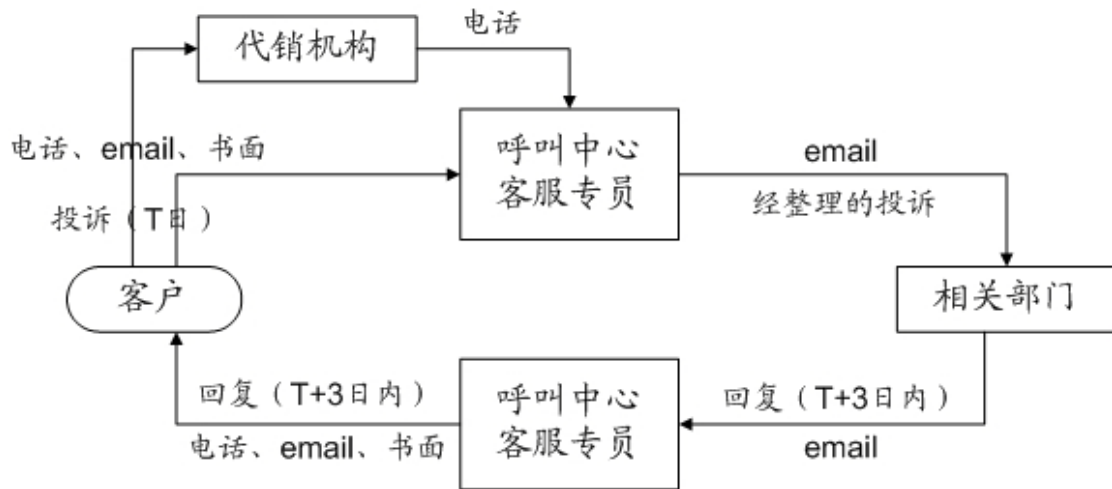 代销机构
电话
电话、email、书面
呼叫中心
客服专员
email
经整理的投诉
投诉（T日）
客户
相关部门
回复（T+3日内）
电话、email、书面
呼叫中心
客服专员
回复（T+3日内）
email